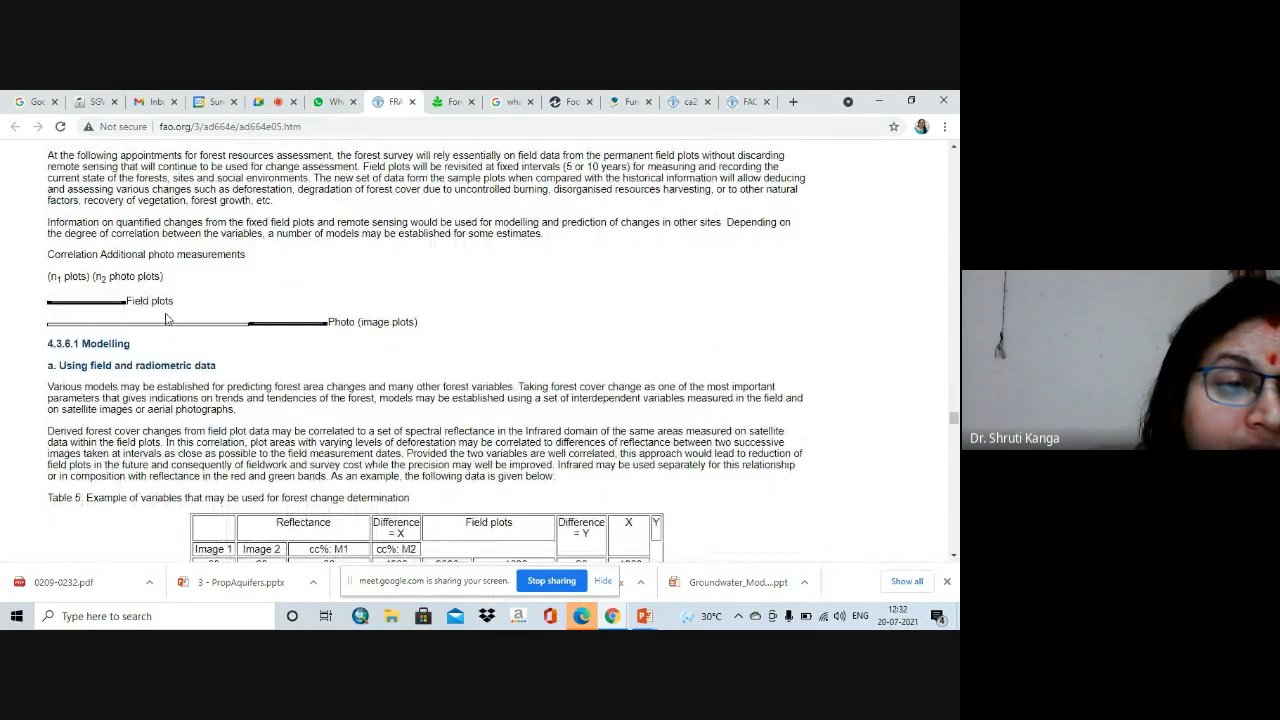 Goo
SGV
Inbo
Sun
Wha
FRA
Fore
wha
Foo
Fun
ca2
FAC
Not secure
fao.org/3/ad664e/ad664e05.htm
At the following appointments for forest resources assessment, the forest survey will rely essentially on field data from the permanent field plots without discarding
remote sensing that will continue to be used for change assessment. Field plots will be revisited at fixed intervals (5 or 10 years) for measuring and recording the
current state of the forests, sites and social environments. The new set of data form the sample plots when compared with the historical information will allow deducing
and assessing various changes such as deforestation, degradation of forest cover due to uncontrolled burning, disorganised resources harvesting, or to other natural
factors, recovery of vegetation, forest growth, etc.
Information on quantified changes from the fixed field plots and remote sensing would be used for modelling and prediction of changes in other sites. Depending on
the degree of correlation between the variables, a number of models may be established for some estimates.
Correlation Additional photo measurements
(n1 plots) (n2 photo plots)
Field plots
Photo (image plots)
4.3.6.1 Modelling
a. Using field and radiometric data
Various models may be established for predicting forest area changes and many other forest variables. Taking forest cover change as one of the most important
parameters that gives indications on trends and tendencies of the forest, models may be established using a set of interdependent variables measured in the field and
on satellite images or aerial photographs.
Derived forest cover changes from field plot data may be correlated to a set of spectral reflectance in the Infrared domain of the same areas measured on satellite
data within the field plots. In this correlation, plot areas with varying levels of deforestation may be correlated to differences of reflectance between two successive
images taken at intervals as close as possible to the field measurement dates. Provided the two variables are well correlated, this approach would lead to reduction of
field plots in the future and consequently of fieldwork and survey cost while the precision may well be improved. Infrared may be used separately for this relationship
or in composition with reflectance in the red and green bands. As an example, the following data is given below:
Table 5: Example of variables that may be used for forest change determination
Reflectance Difference = X Field plots Difference = Y X Y
Image 1 Image 2 cc%: M1 cc%: M2
Dr. Shruti Kanga
0209-0232.pdf
3 - PropAquifers.pptx
meet.google.com is sharing your screen.
Stop sharing
Hide
Groundwater_Mod....ppt
Show all
Type here to search
30°C
ENG
12:32
20-07-2021
4